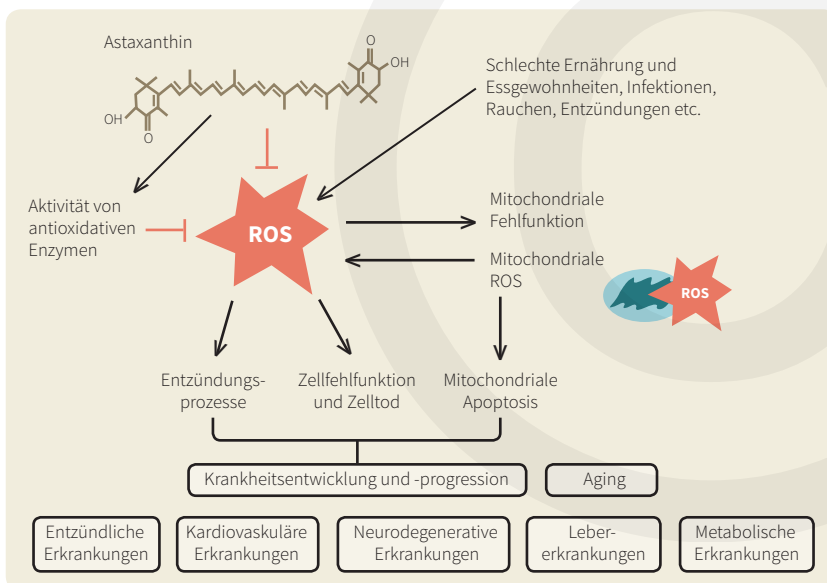 Astaxanthin
O
OH
OH
O
Schlechte Ernährung und
Essgewohnheiten, Infektionen,
Rauchen, Entzündungen etc.
Aktivität von
antioxidativen
Enzymen
ROS
Mitochondriale
Fehlfunktion
Mitochondriale
ROS
ROS
Entzündungs-
prozesse
Zellfehlfunktion
und Zelltod
Mitochondriale
Apoptosis
Krankheitsentwicklung und -progression
Aging
Entzündliche
Erkrankungen
Kardiovaskuläre
Erkrankungen
Neurodegenerative
Erkrankungen
Leber-
erkrankungen
Metabolische
Erkrankungen